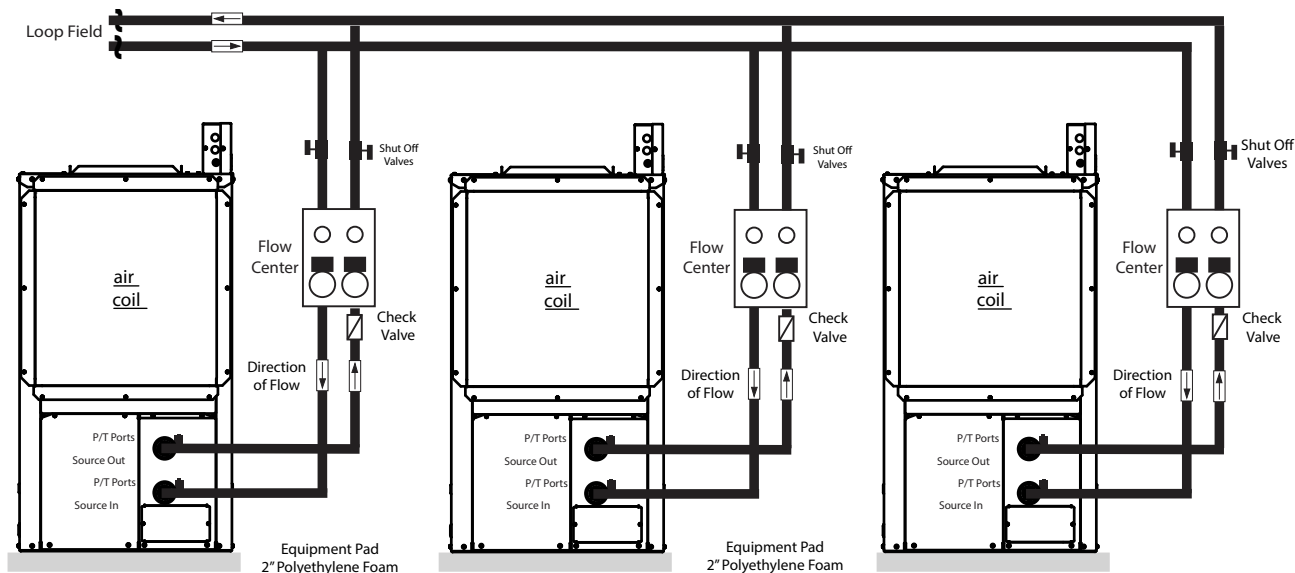 Loop Field
Shut Off
Valves
Shut Off
Valves
Shut Off
Valves
Flow
Center
air
coil
Flow
Center
air
coil
Flow
Center
air
coil
Check
Valve
Check
Valve
Check
Valve
Direction
of Flow
Direction
of Flow
Direction
of Flow
P/T Ports
Source Out
P/T Ports
Source In
P/T Ports
Source Out
P/T Ports
Source In
P/T Ports
Source Out
P/T Ports
Source In
Equipment Pad
2” Polyethylene Foam
Equipment Pad
2” Polyethylene Foam